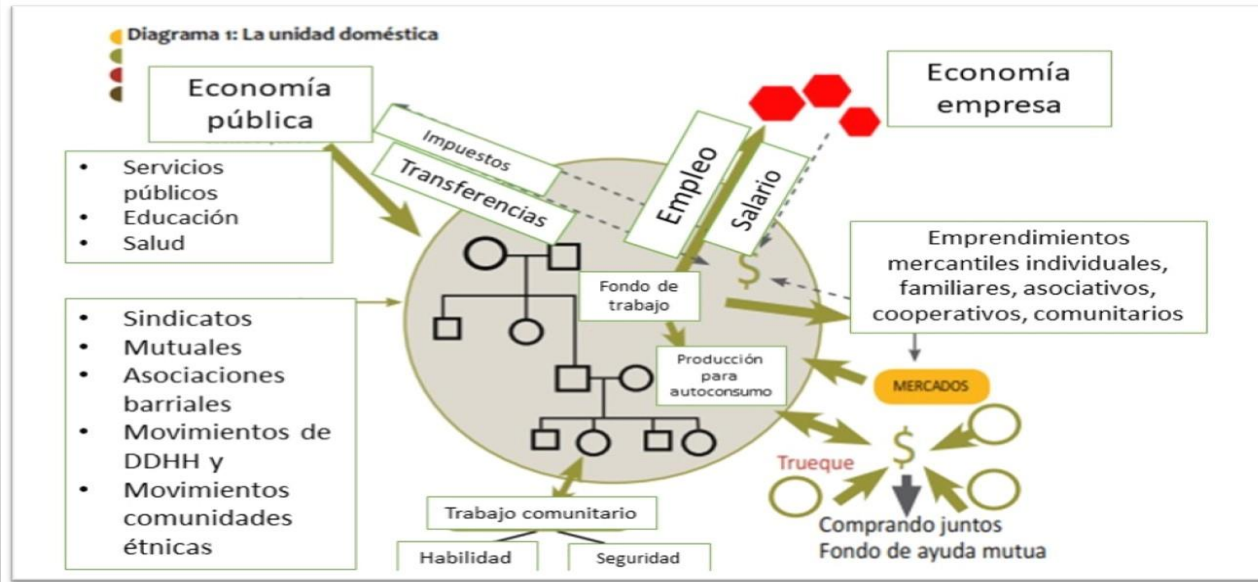 Diagrama 1: La unidad doméstica
Economía
pública
Economía
empresa
Impuestos
Transferencias
Empleo
Salario
• Servicios
públicos
• Educación
• Salud
$
Emprendimientos
mercantiles individuales,
familiares, asociativos,
cooperativos, comunitarios
Fondo de
trabajo
• Sindicatos
• Mutuales
• Asociaciones
barriales
• Movimientos de
DDHH y
• Movimientos
comunidades
étnicas
Producción
para
autoconsumo
MERCADOS
$
Trueque
Trabajo comunitario
Habilidad
Seguridad
Comprando juntos
Fondo de ayuda mutua